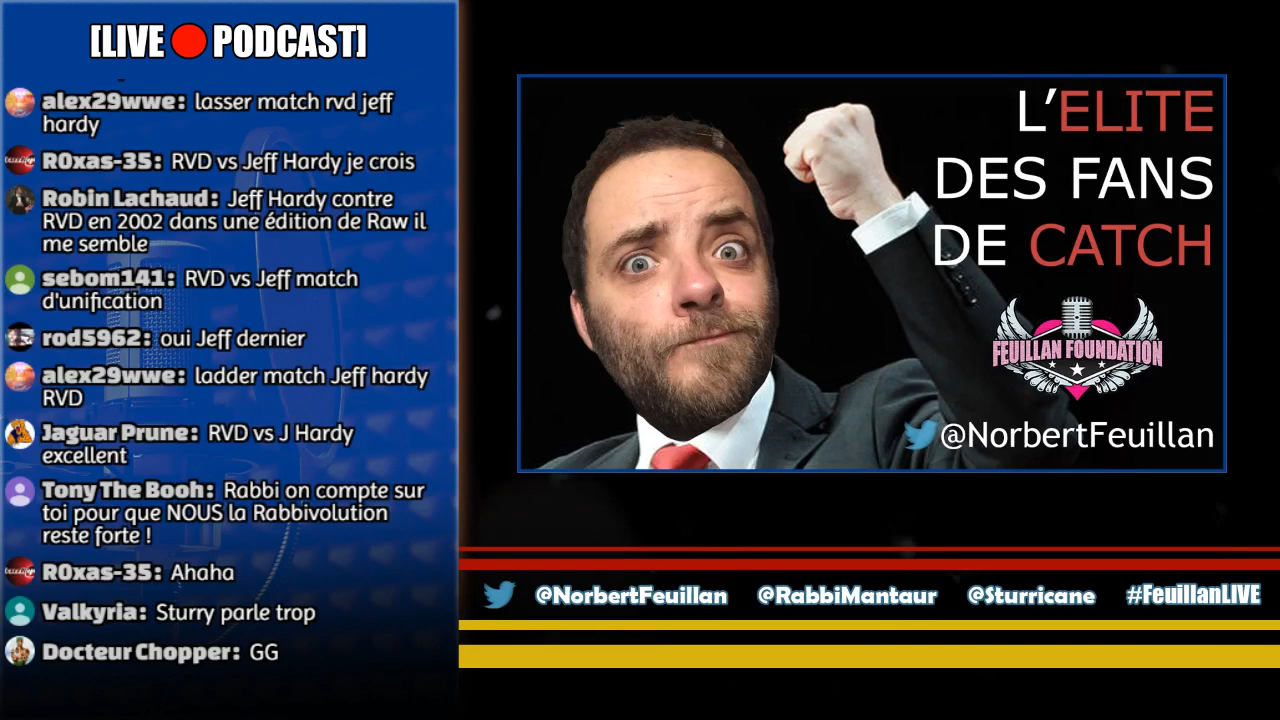 [LIVE PODCAST]
alex29wwe: lasser match rvd jeff
hardy
R0xas-35: RVD vs Jeff Hardy je crois
Robin Lachaud: Jeff Hardy contre
RVD en 2002 dans une édition de Raw il
me semble
sebom141: RVD vs Jeff match
d'unification
rod5962: oui Jeff dernier
alex29wwe: ladder match Jeff hardy
RVD
Jaguar Prune: RVD vs J Hardy
excellent
Tony The Booh: Rabbi on compte sur
toi pour que NOUS la Rabbivolution
reste forte !
R0xas-35: Ahaha
Valkyria: Sturry parle trop
Docteur Chopper: GG
L'ELITE
DES FANS
DE CATCH
FEUILLAN FOUNDATION
@NorbertFeuillan
@NorbertFeuillan @RabbiMantaur @Sturricane #FeuillanLIVE